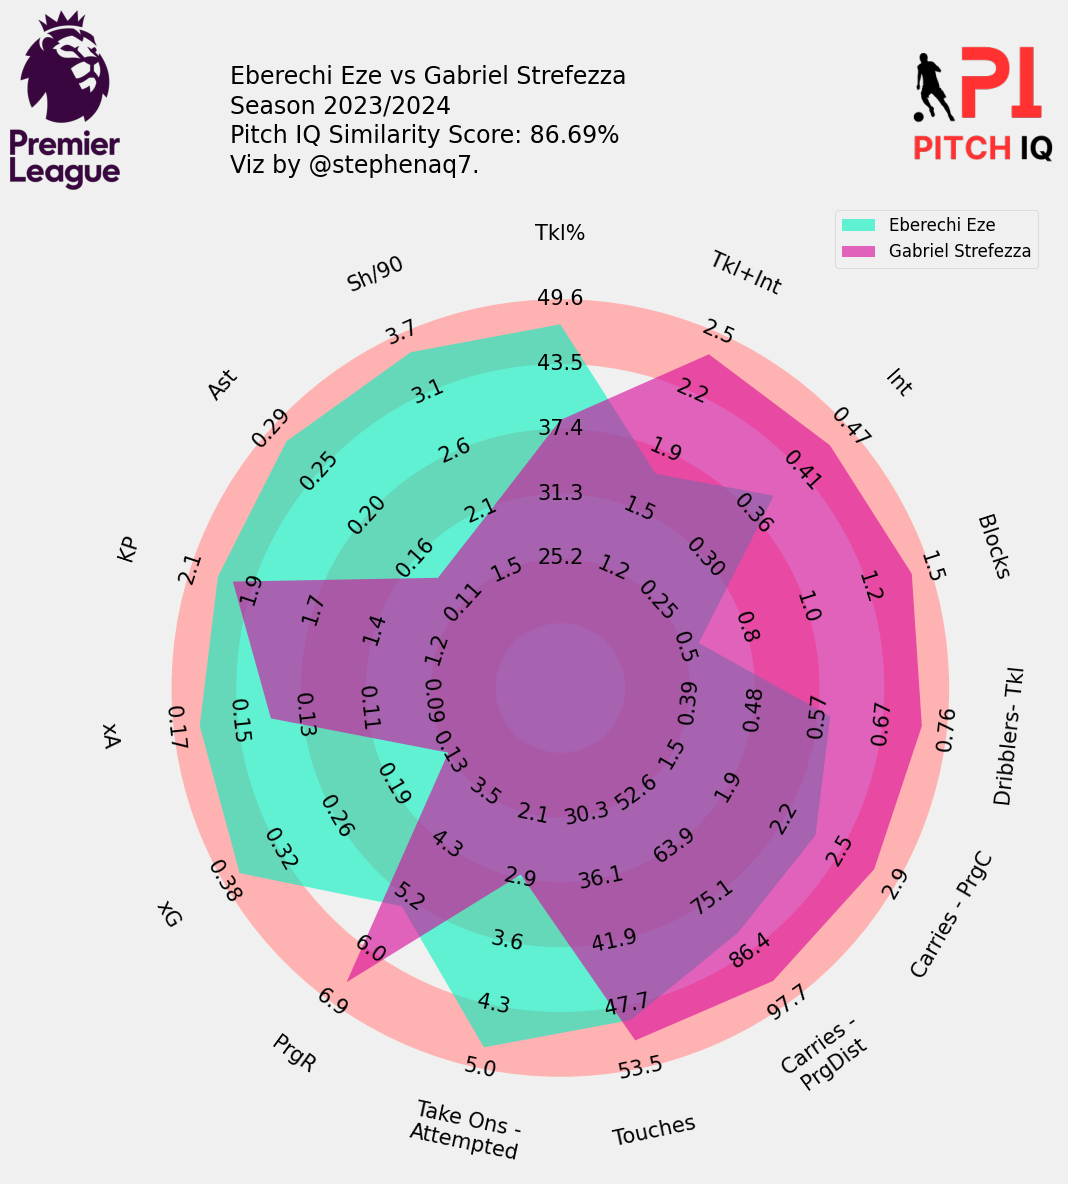 Premier
League
Eberechi Eze vs Gabriel Strefezza
Season 2023/2024
Pitch IQ Similarity Score: 86.69%
Viz by @stephenaq7.
PI
PITCH IQ
Eberechi Eze
Gabriel Strefezza
Tkl%
49.6
43.5
37.4
31.3
25.2
Tkl+Int
2.5
2.2
1.9
1.5
1.2
Int
0.47
0.41
0.36
0.30
0.25
Blocks
1.5
1.2
1.0
0.8
0.5
Dribblers- Tkl
0.76
0.67
0.57
0.48
0.39
Carries - PrgC
2.9
2.5
2.2
1.9
1.5
Carries -
PrgDist
97.7
86.4
75.1
63.9
52.6
Touches
53.5
47.7
41.9
36.1
30.3
Take Ons -
Attempted
5.0
4.3
3.6
2.9
2.1
PrgR
6.9
6.0
5.2
4.3
3.5
xG
0.38
0.32
0.26
0.19
0.13
xA
0.17
0.15
0.13
0.11
0.09
KP
2.1
1.9
1.7
1.4
1.2
Ast
0.29
0.25
0.20
0.16
0.11
Sh/90
3.7
3.1
2.6
2.1
1.5